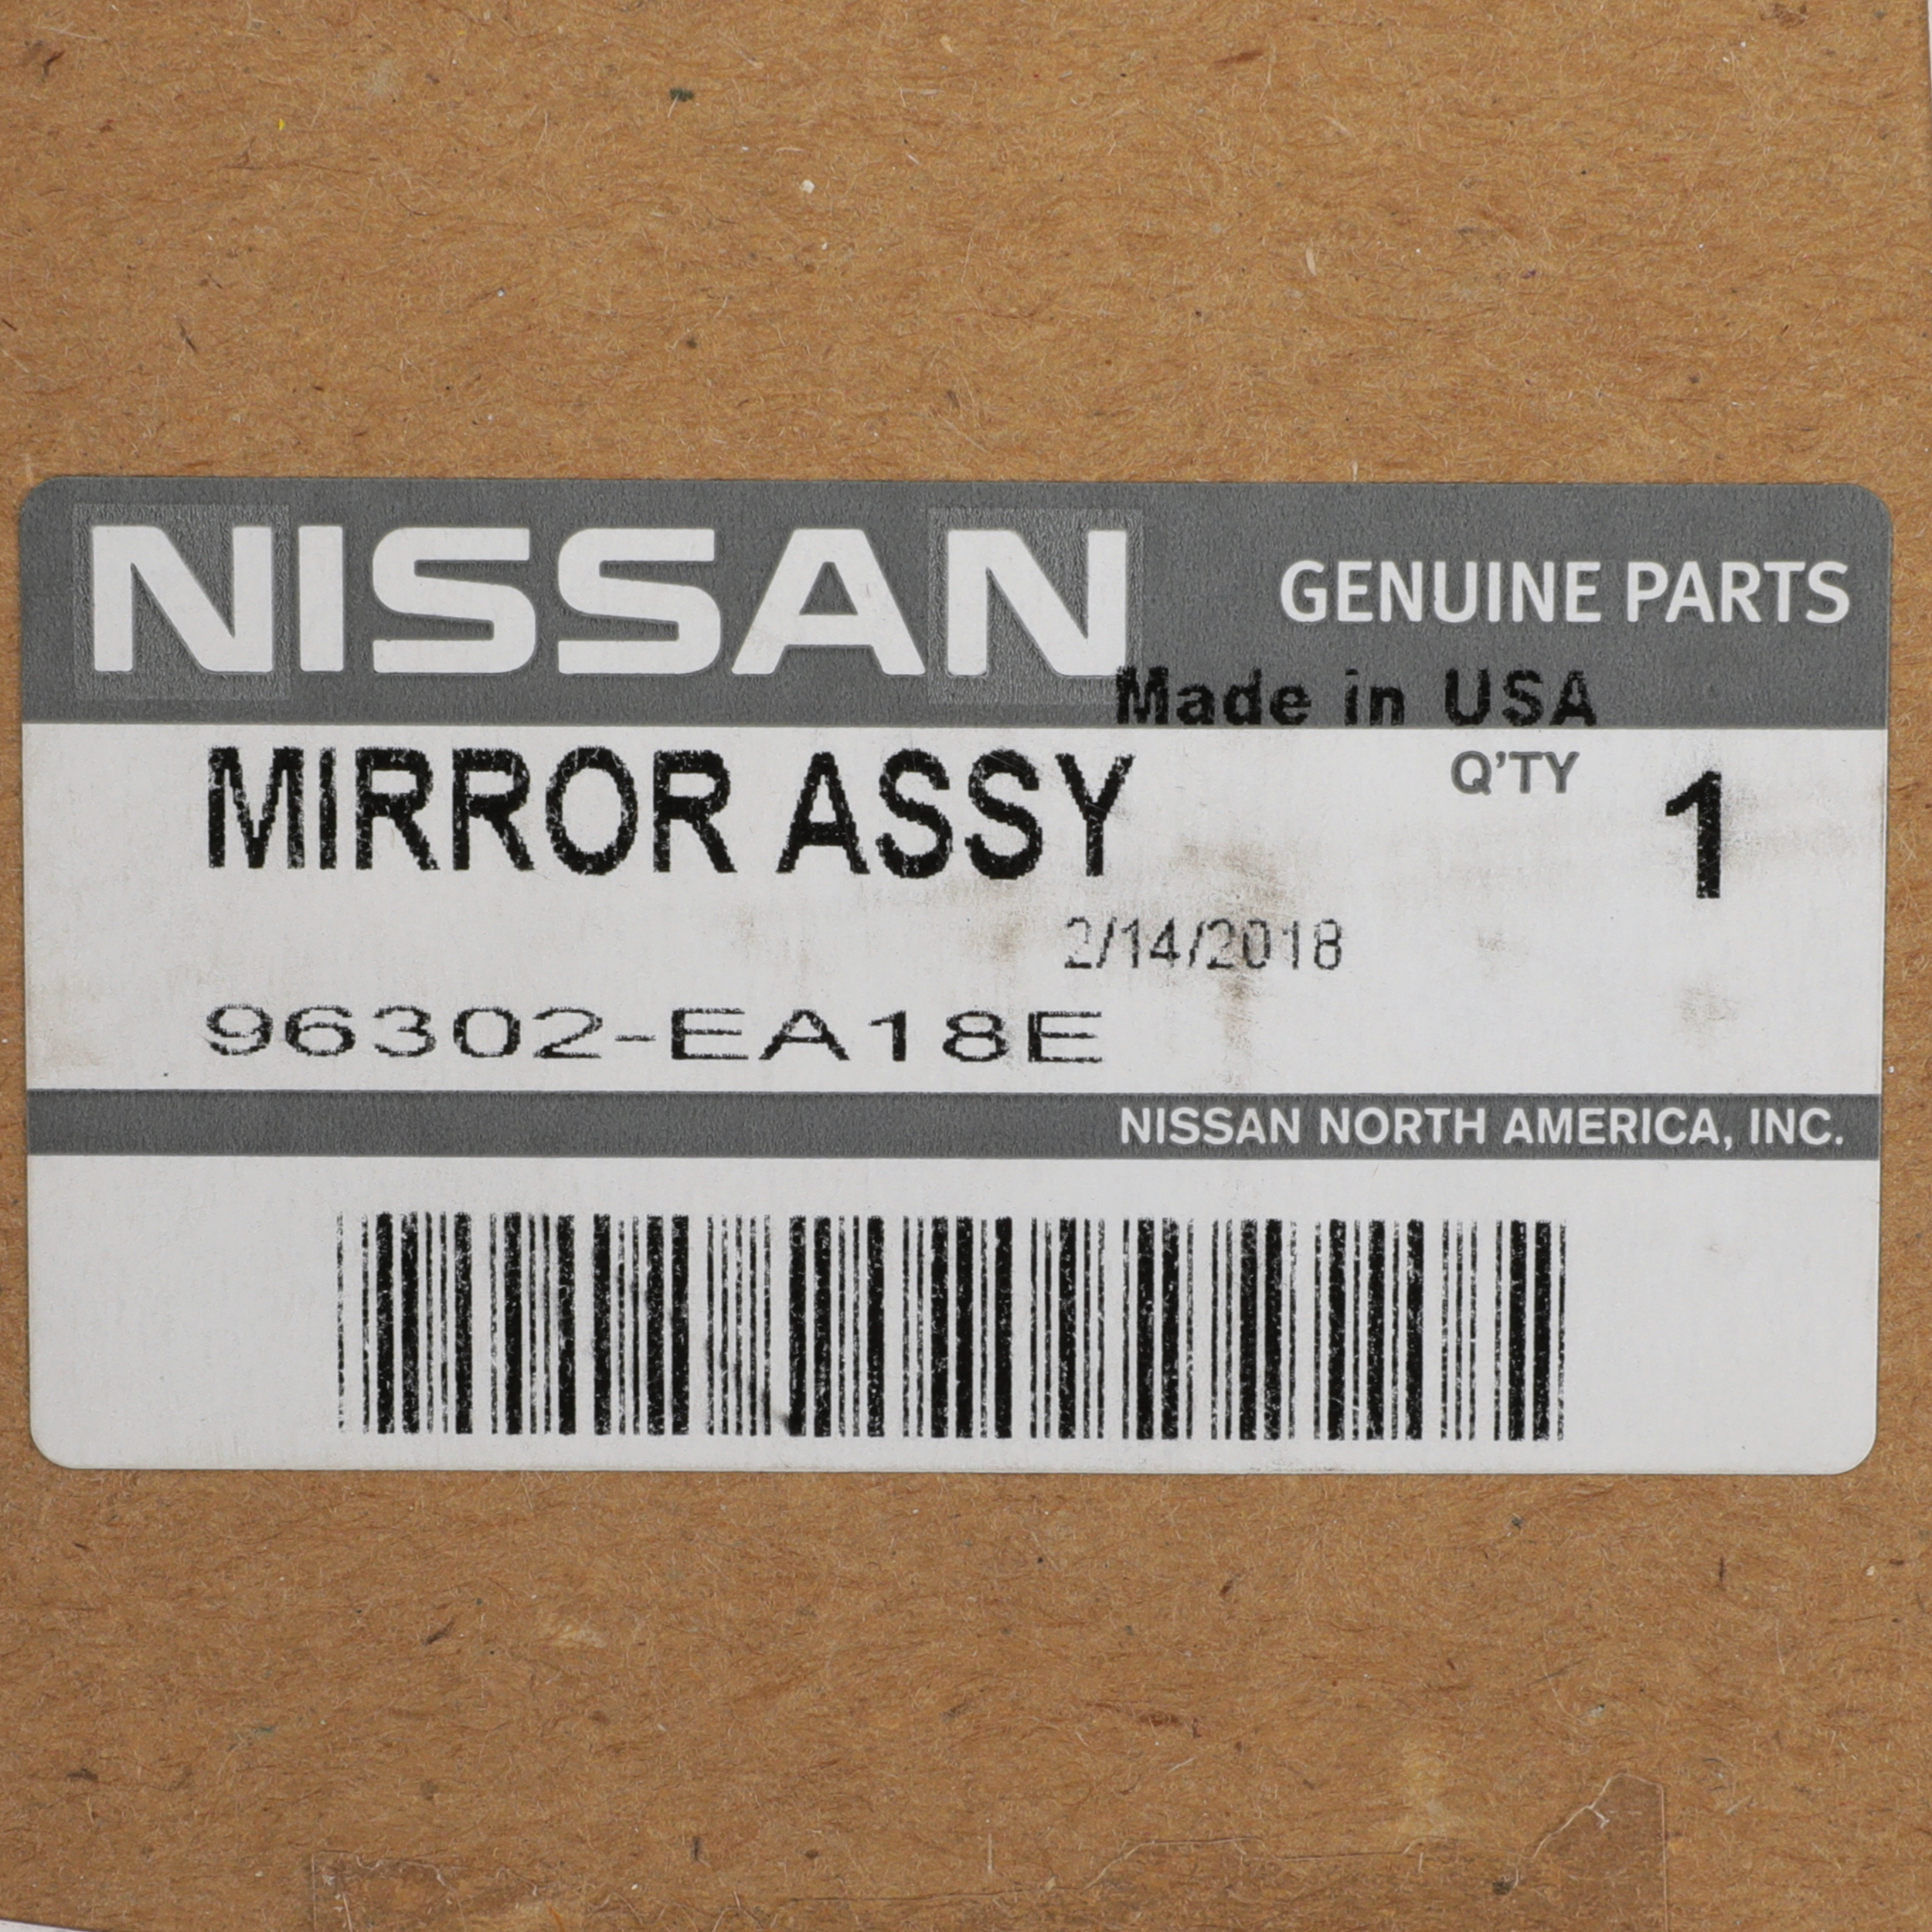 NISSAN GENUINE PARTS
Made in USA
MIRROR ASSY Q'TY 1
2/14/2018
96302-EA18E
NISSAN NORTH AMERICA, INC.